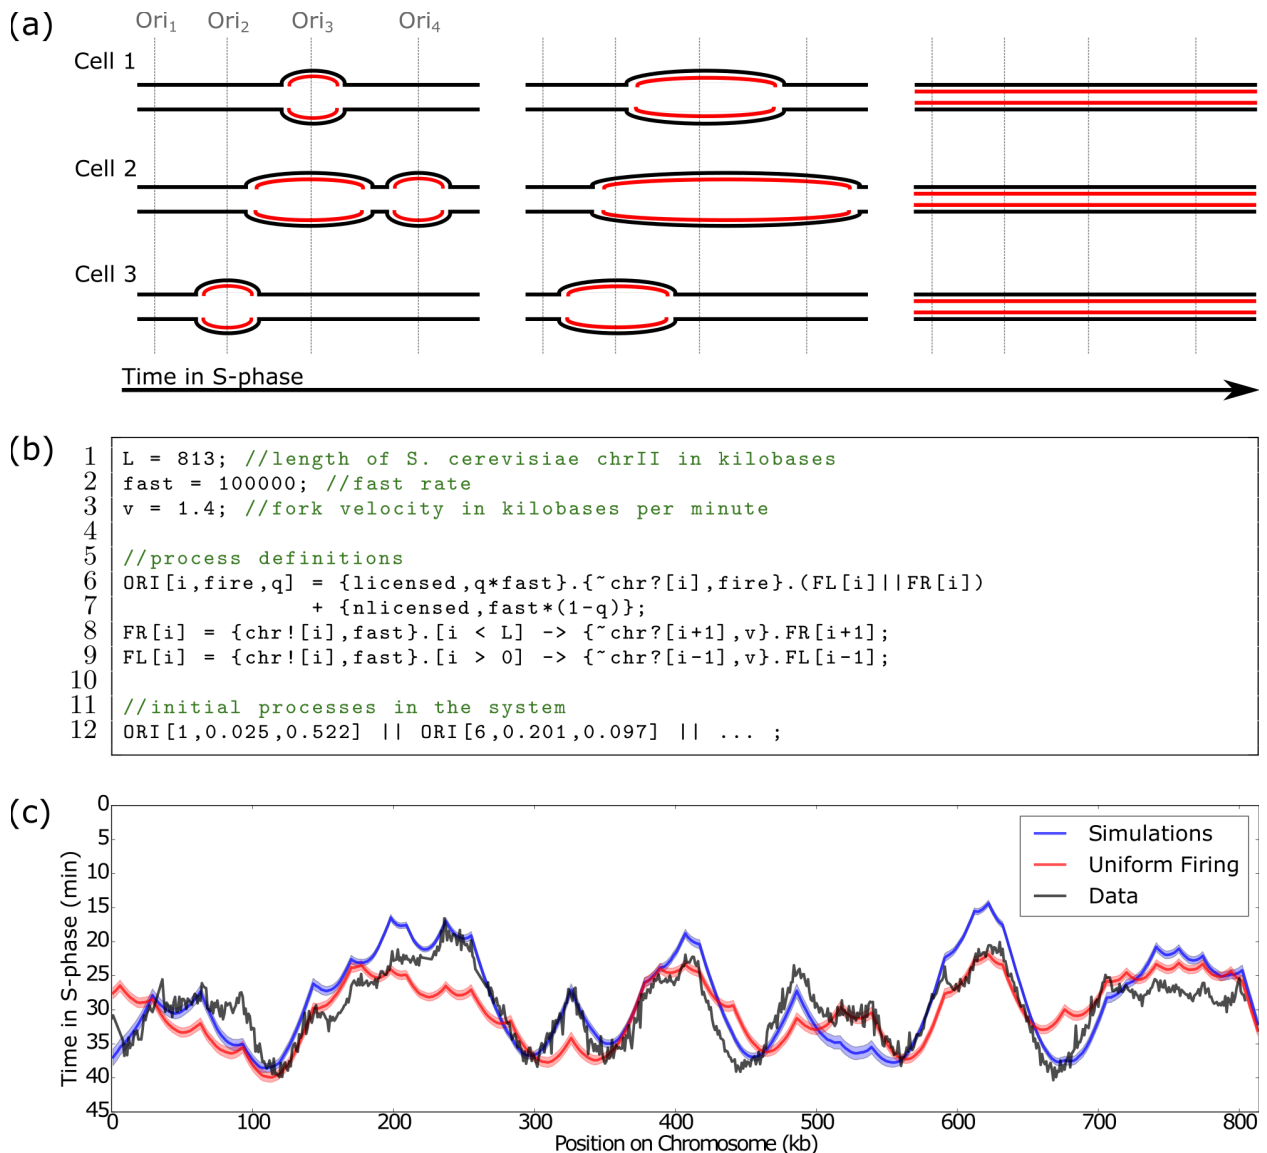 (a)
Ori1 Ori2 Ori3 Ori4
Cell 1
Cell 2
Cell 3
Time in S-phase
(b)
1 L = 813; //length of S. cerevisiae chrII in kilobases
2 fast = 100000; //fast rate
3 v = 1.4; //fork velocity in kilobases per minute
4
5 //process definitions
6 ORI[i,fire,q] = {licensed,q*fast}.{~chr?[i],fire}.(FL[i]||FR[i])
7 + {nlicensed,fast*(1-q)};
8 FR[i] = {chr![i],fast}.[i < L] -> {~chr?[i+1],v}.FR[i+1];
9 FL[i] = {chr![i],fast}.[i > 0] -> {~chr?[i-1],v}.FL[i-1];
10
11 //initial processes in the system
12 ORI[1,0.025,0.522] || ORI[6,0.201,0.097] || ... ;
(c)
Time in S-phase (min)
0
5
10
15
20
25
30
35
40
45
Simulations
Uniform Firing
Data
0 100 200 300 400 500 600 700 800
Position on Chromosome (kb)